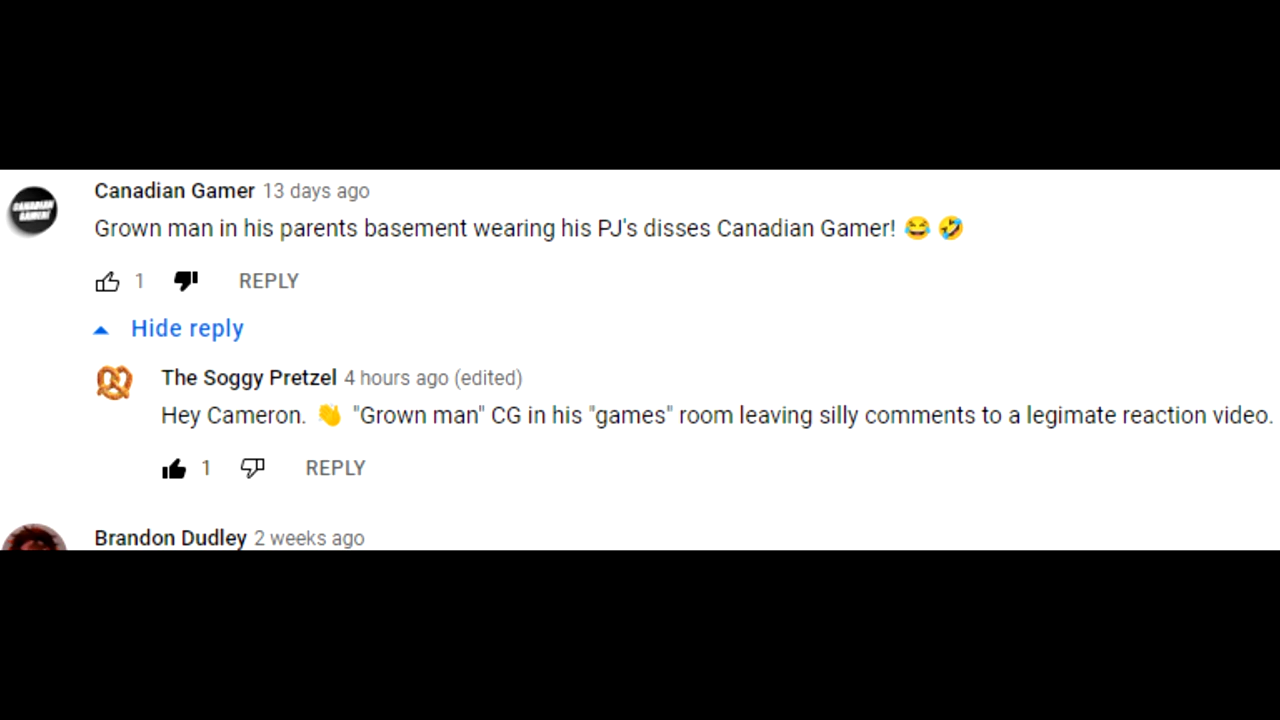 Canadian Gamer 13 days ago
CANADIAN
GAMER
Grown man in his parents basement wearing his PJ's disses Canadian Gamer! 😂 🤣
1 REPLY
Hide reply
The Soggy Pretzel 4 hours ago (edited)
Hey Cameron. 👋 "Grown man" CG in his "games" room leaving silly comments to a legimate reaction video.
1 REPLY
Brandon Dudley 2 weeks ago